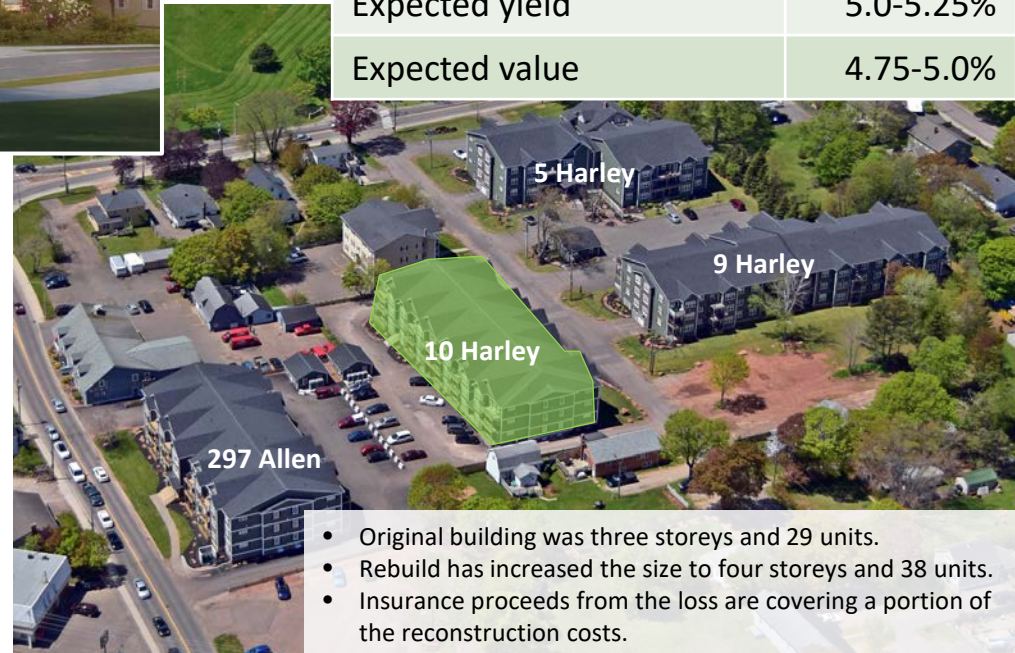 Expected yield 5.0-5.25%
Expected value 4.75-5.0%
5 Harley
9 Harley
10 Harley
297 Allen
• Original building was three storeys and 29 units.
• Rebuild has increased the size to four storeys and 38 units.
• Insurance proceeds from the loss are covering a portion of
the reconstruction costs.